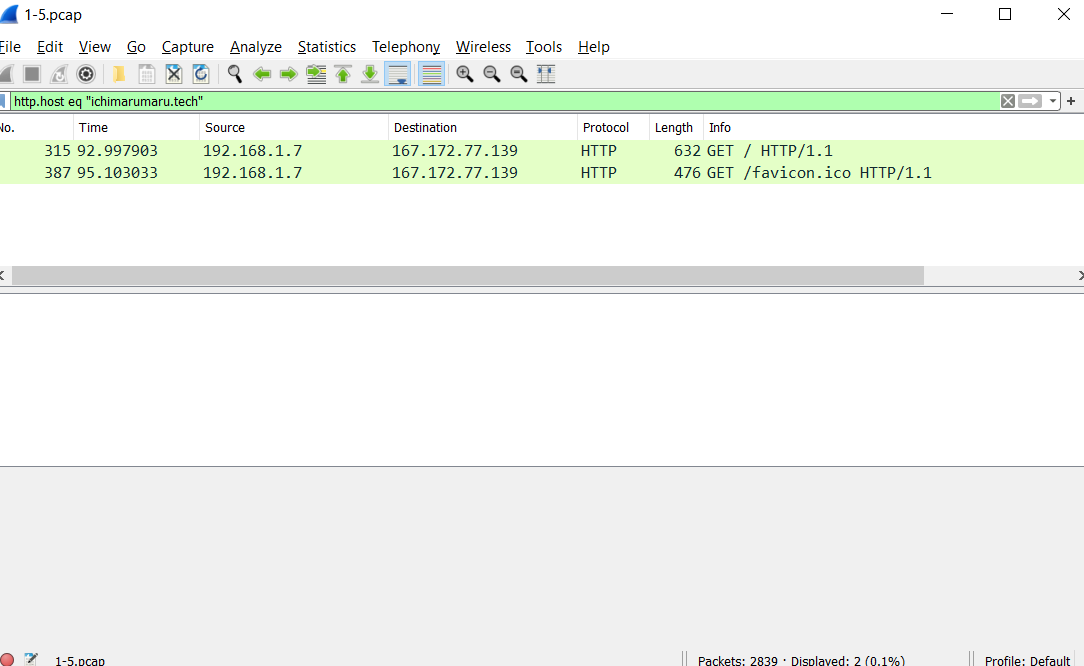 1-5.pcap
File Edit View Go Capture Analyze Statistics Telephony Wireless Tools Help
http.host eq "ichimarumaru.tech"
No. Time Source Destination Protocol Length Info
315 92.997903 192.168.1.7 167.172.77.139 HTTP 632 GET / HTTP/1.1
387 95.103033 192.168.1.7 167.172.77.139 HTTP 476 GET /favicon.ico HTTP/1.1
1-5.pcap Packets: 2839 · Displayed: 2 (0.1%) Profile: Default